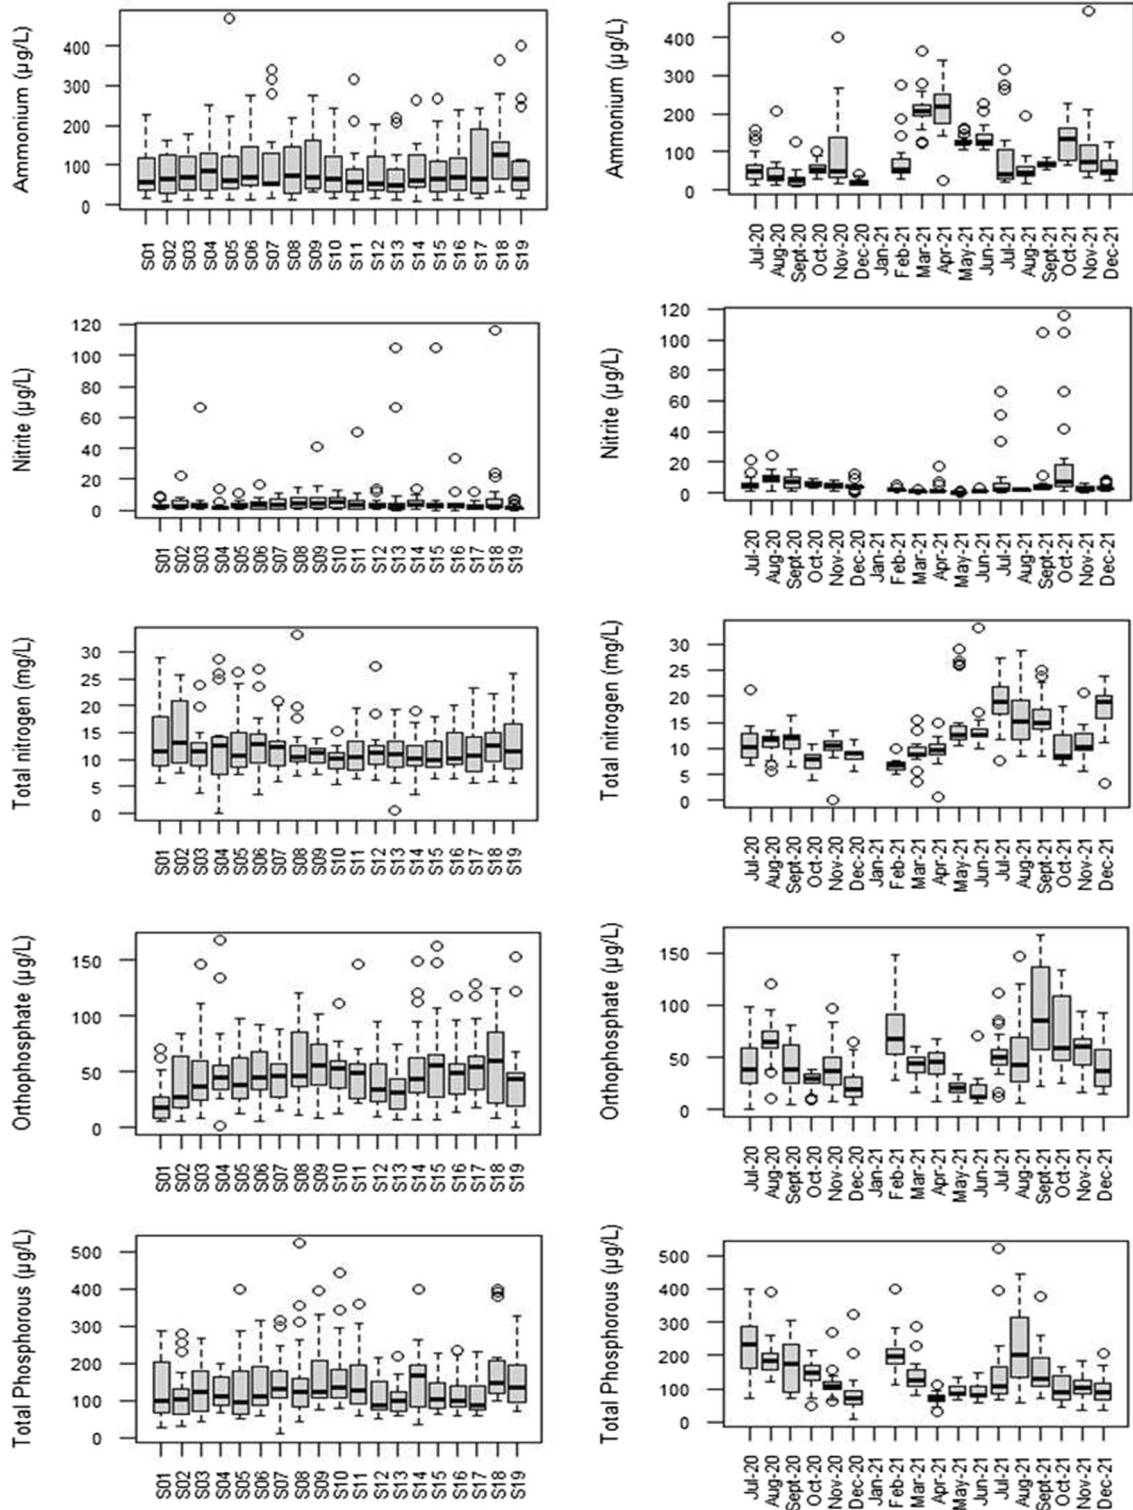 Ammonium (µg/L)
400
300
200
100
0
S01 S02 S03 S04 S05 S06 S07 S08 S09 S10 S11 S12 S13 S14 S15 S16 S17 S18 S19
Ammonium (µg/L)
400
300
200
100
0
Jul-20 Aug-20 Sept-20 Oct-20 Nov-20 Dec-20 Jan-21 Feb-21 Mar-21 Apr-21 May-21 Jun-21 Jul-21 Aug-21 Sept-21 Oct-21 Nov-21 Dec-21
Nitrite (µg/L)
120
100
80
60
40
20
0
S01 S02 S03 S04 S05 S06 S07 S08 S09 S10 S11 S12 S13 S14 S15 S16 S17 S18 S19
Nitrite (µg/L)
120
100
80
60
40
20
0
Jul-20 Aug-20 Sept-20 Oct-20 Nov-20 Dec-20 Jan-21 Feb-21 Mar-21 Apr-21 May-21 Jun-21 Jul-21 Aug-21 Sept-21 Oct-21 Nov-21 Dec-21
Total nitrogen (mg/L)
30
25
20
15
10
5
0
S01 S02 S03 S04 S05 S06 S07 S08 S09 S10 S11 S12 S13 S14 S15 S16 S17 S18 S19
Total nitrogen (mg/L)
30
25
20
15
10
5
0
Jul-20 Aug-20 Sept-20 Oct-20 Nov-20 Dec-20 Jan-21 Feb-21 Mar-21 Apr-21 May-21 Jun-21 Jul-21 Aug-21 Sept-21 Oct-21 Nov-21 Dec-21
Orthophosphate (µg/L)
150
100
50
0
S01 S02 S03 S04 S05 S06 S07 S08 S09 S10 S11 S12 S13 S14 S15 S16 S17 S18 S19
Orthophosphate (µg/L)
150
100
50
0
Jul-20 Aug-20 Sept-20 Oct-20 Nov-20 Dec-20 Jan-21 Feb-21 Mar-21 Apr-21 May-21 Jun-21 Jul-21 Aug-21 Sept-21 Oct-21 Nov-21 Dec-21
Total Phosphorous (µg/L)
500
400
300
200
100
0
S01 S02 S03 S04 S05 S06 S07 S08 S09 S10 S11 S12 S13 S14 S15 S16 S17 S18 S19
Total Phosphorous (µg/L)
500
400
300
200
100
0
Jul-20 Aug-20 Sept-20 Oct-20 Nov-20 Dec-20 Jan-21 Feb-21 Mar-21 Apr-21 May-21 Jun-21 Jul-21 Aug-21 Sept-21 Oct-21 Nov-21 Dec-21